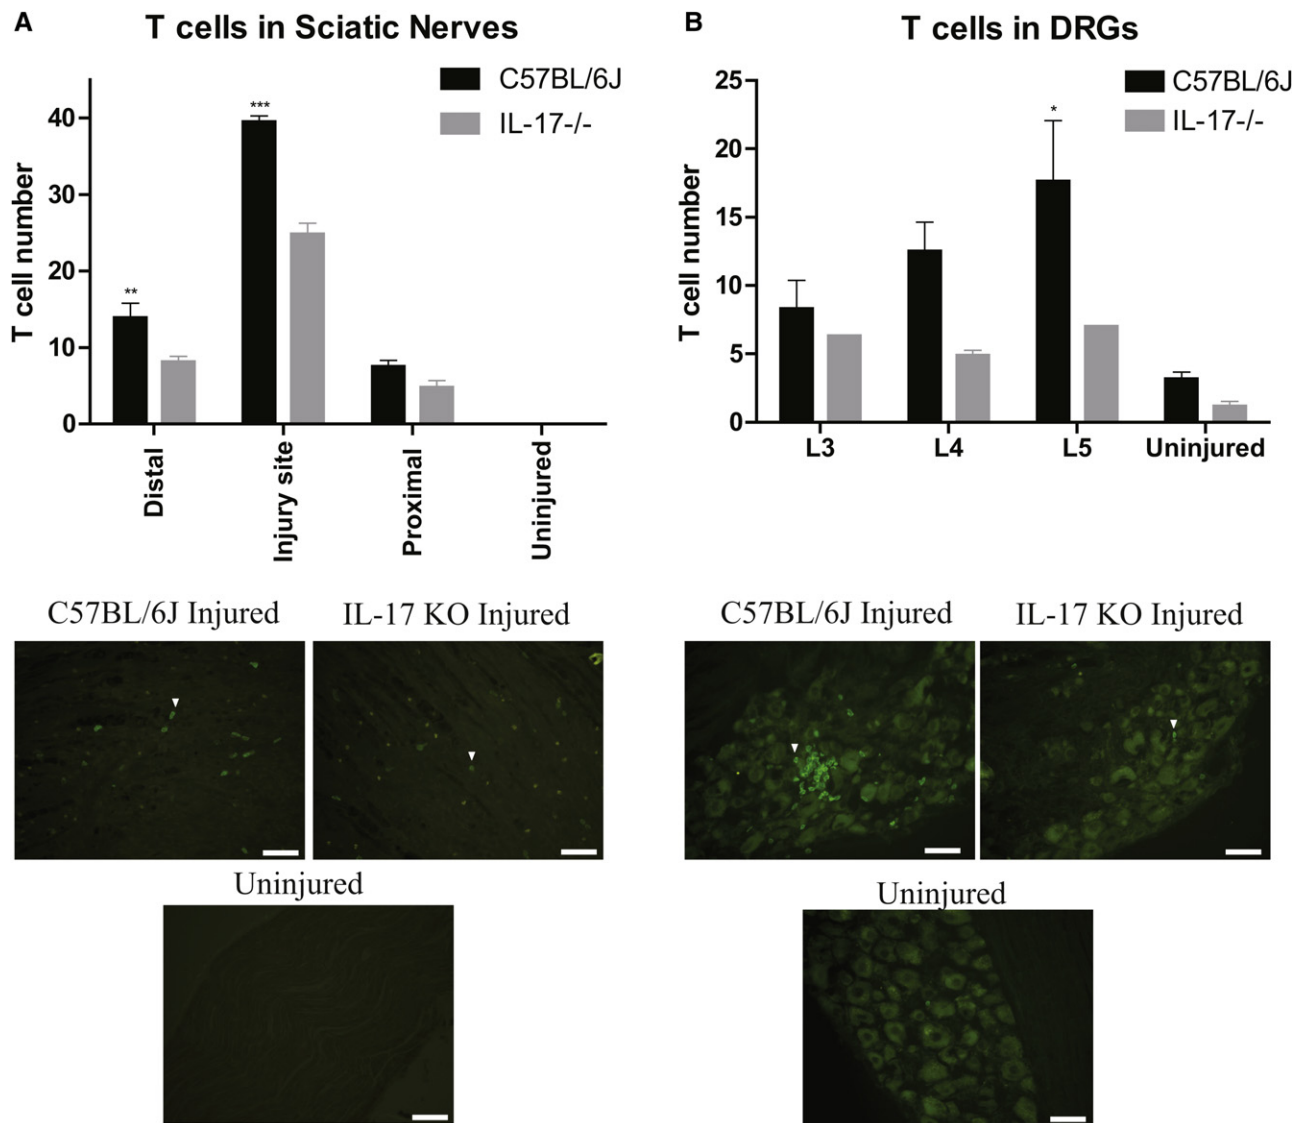 A
T cells in Sciatic Nerves
C57BL/6J
IL-17-/-
T cell number
40
30
20
10
0
**
***
Distal
Injury site
Proximal
Uninjured
C57BL/6J Injured
IL-17 KO Injured
Uninjured
B
T cells in DRGs
C57BL/6J
IL-17-/-
T cell number
25
20
15
10
5
0
*
L3
L4
L5
Uninjured
C57BL/6J Injured
IL-17 KO Injured
Uninjured